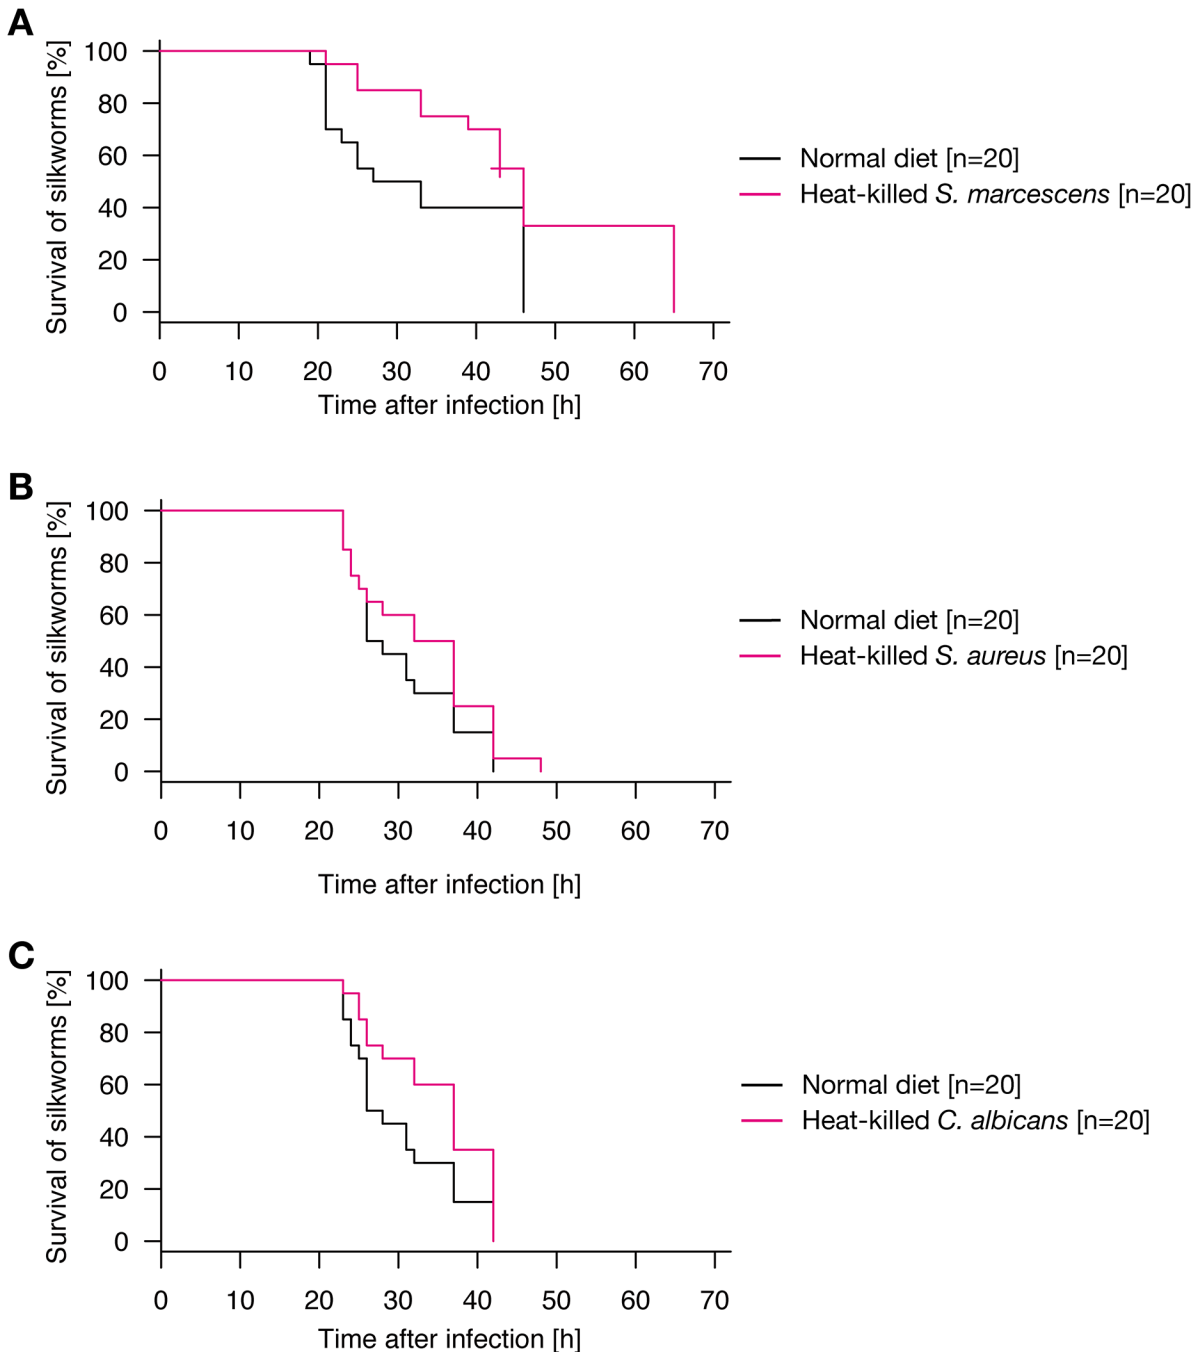 A
Survival of silkworms [%]
100
80
60
40
20
0
0 10 20 30 40 50 60 70
Time after infection [h]
Normal diet [n=20]
Heat-killed S. marcescens [n=20]
B
Survival of silkworms [%]
100
80
60
40
20
0
0 10 20 30 40 50 60 70
Time after infection [h]
Normal diet [n=20]
Heat-killed S. aureus [n=20]
C
Survival of silkworms [%]
100
80
60
40
20
0
0 10 20 30 40 50 60 70
Time after infection [h]
Normal diet [n=20]
Heat-killed C. albicans [n=20]